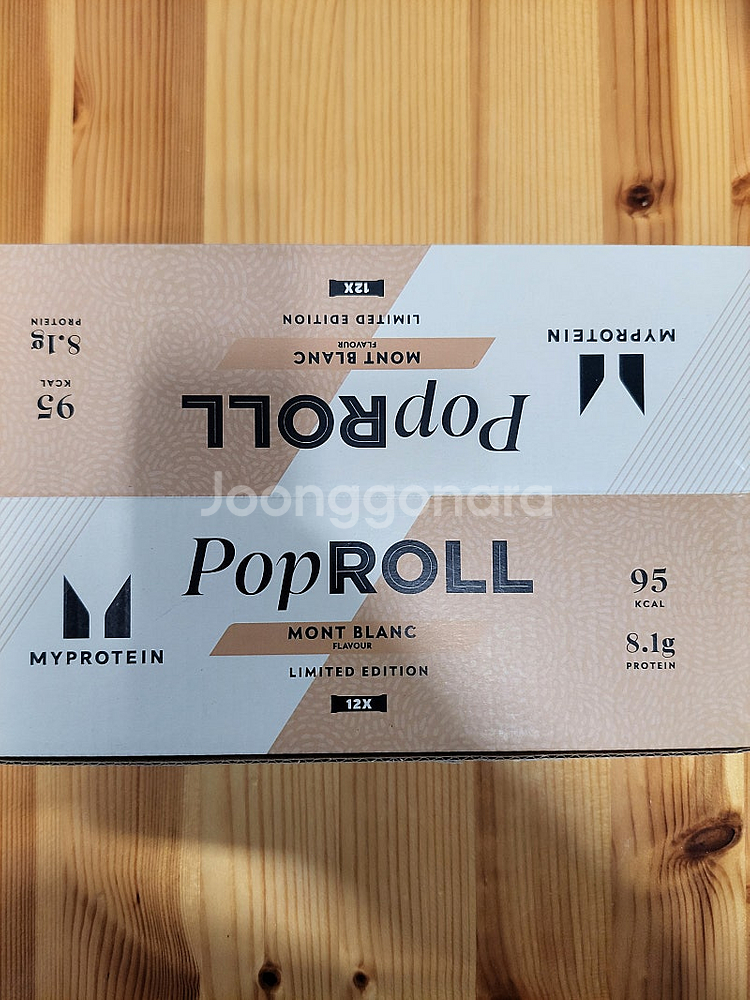 12X
LIMITED EDITION
MONT BLANC
FLAVOUR
PopROLL
95
KCAL
8.1g
PROTEIN
MYPROTEIN
Joonggonara
PopROLL
MONT BLANC
FLAVOUR
LIMITED EDITION
12X
MYPROTEIN
95
KCAL
8.1g
PROTEIN